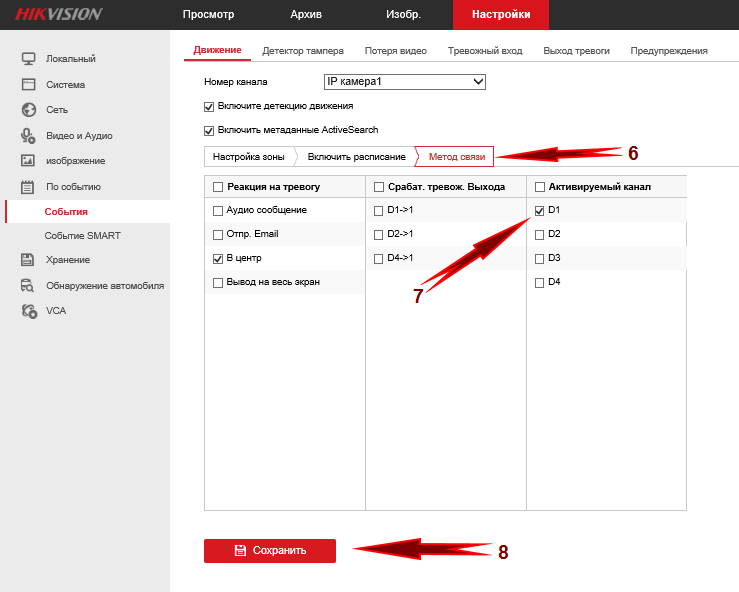 HIKVISION Просмотр Архив Изобр. Настройки
Локальный
Система
Сеть
Видео и Аудио
изображение
По событию
События
Событие SMART
Хранение
Обнаружение автомобиля
VCA
Движение Детектор тампера Потеря видео Тревожный вход Выход тревоги Предупреждения
Номер канала IP камера1
Включите детекцию движения
Включить метаданные ActiveSearch
Настройка зоны Включить расписание Метод связи 6
Реакция на тревогу Срабат. тревож. Выхода Активируемый канал
Аудио сообщение D1->1 D1
Отпр. Email D2->1 D2
В центр D4->1 D3
Вывод на весь экран D4
7
Сохранить 8